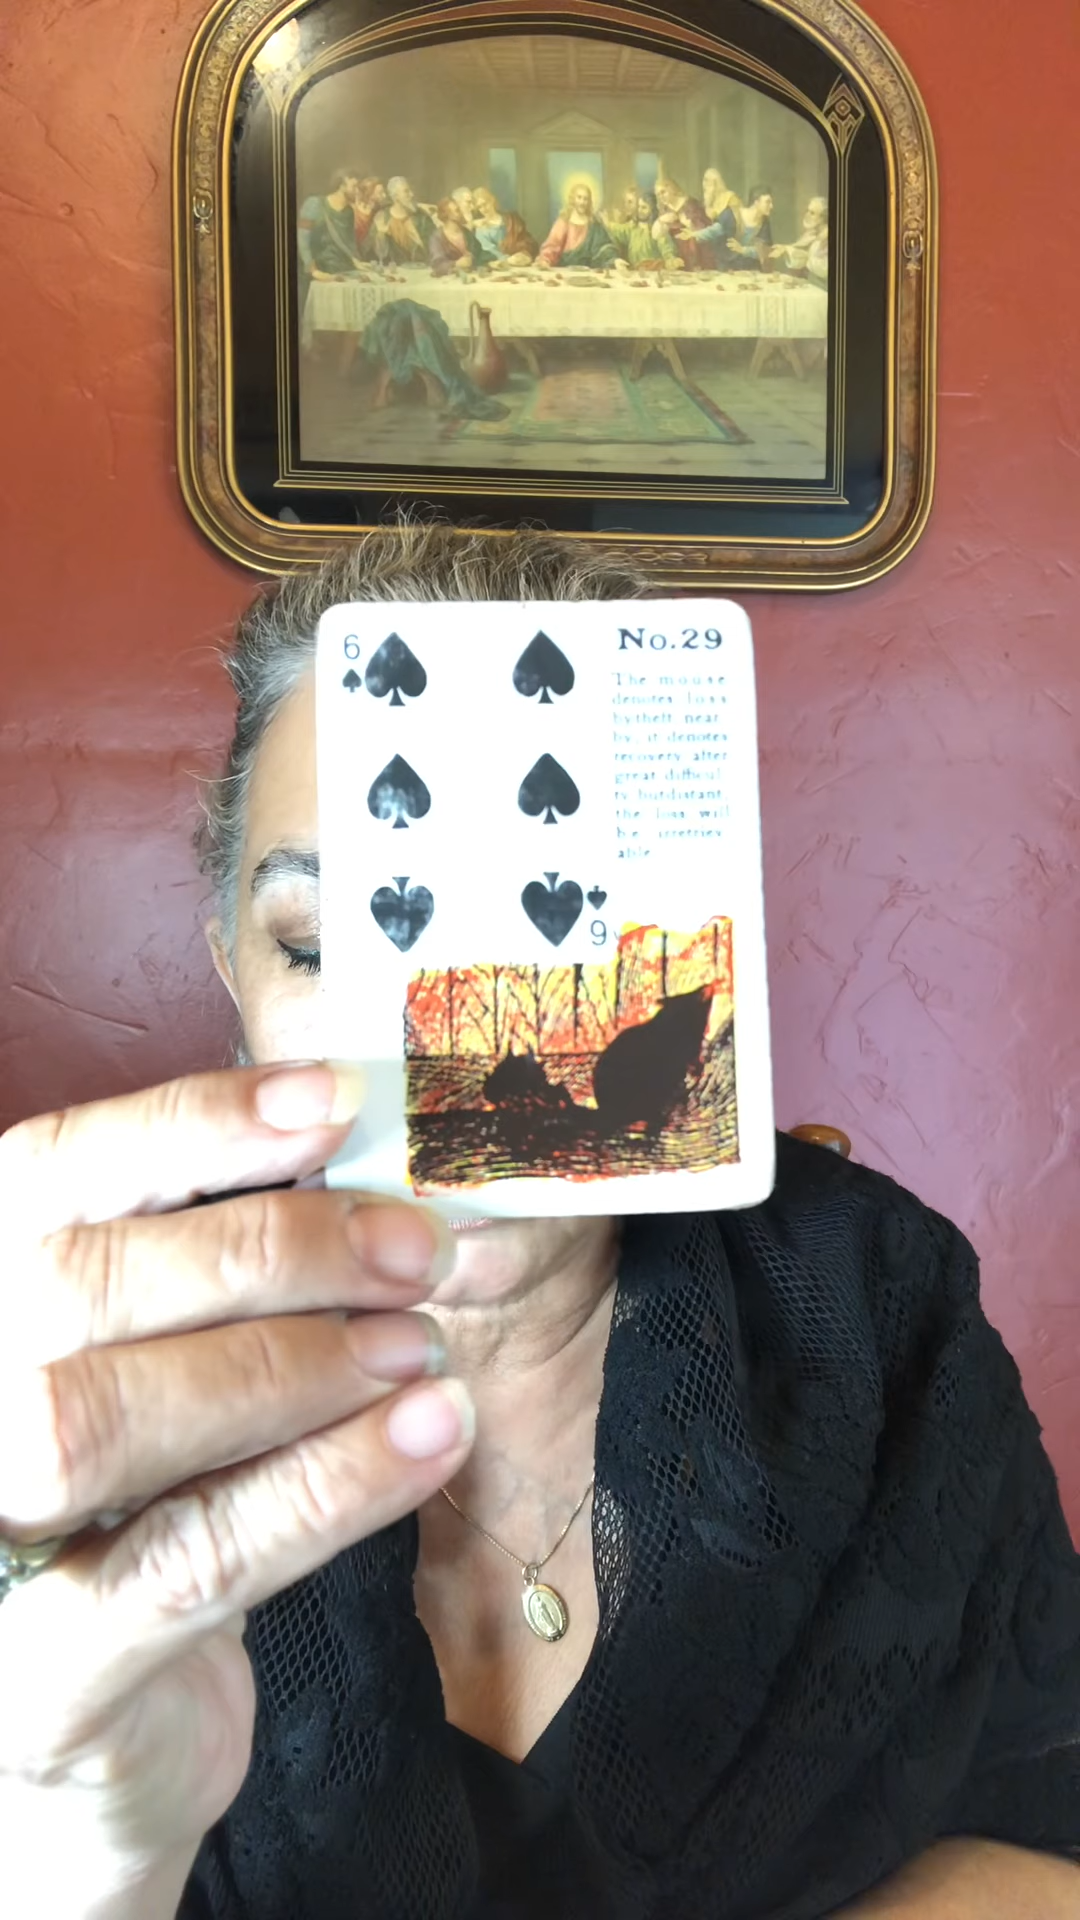 6
No.29
The mouse
denotes loss
by theft, near
by, it denotes
recovery after
great difficul-
ty but distant,
the loss will
be irretriev-
able
6